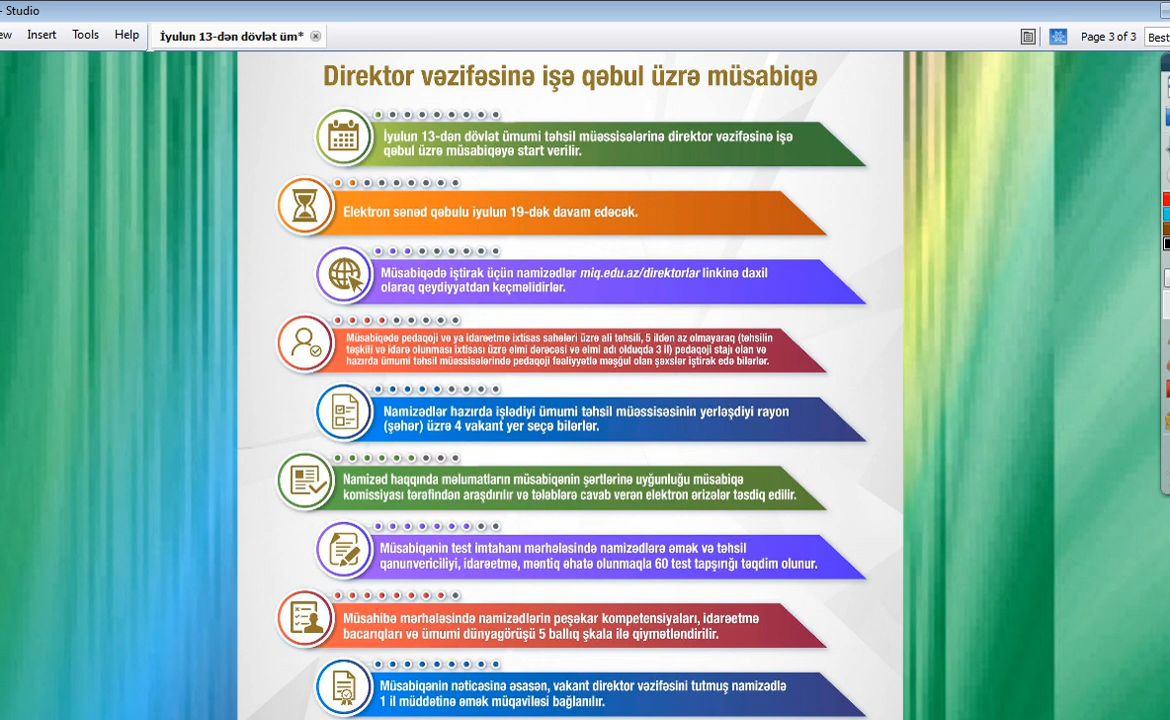 - Studio
ew Insert Tools Help İyulun 13-dən dövlət üm* Page 3 of 3 Best
Direktor vəzifəsinə işə qəbul üzrə müsabiqə
İyulun 13-dən dövlət ümumi təhsil müəssisələrinə direktor vəzifəsinə işə
qəbul üzrə müsabiqəyə start verilir.
Elektron sənəd qəbulu iyulun 19-dək davam edəcək.
Müsabiqədə iştirak üçün namizədlər miq.edu.az/direktorlar linkinə daxil
olaraq qeydiyyatdan keçməlidirlər.
Müsabiqədə pedaqoji və ya idarəetmə ixtisas sahələri üzrə ali təhsili, 5 ildən az olmayaraq (təhsilin
təşkili və idarə olunması ixtisası üzrə elmi dərəcəsi və elmi adı olduqda 3 il) pedaqoji stajı olan və
hazırda ümumi təhsil müəssisələrində pedaqoji fəaliyyətlə məşğul olan şəxslər iştirak edə bilərlər.
Namizədlər hazırda işlədiyi ümumi təhsil müəssisəsinin yerləşdiyi rayon
(şəhər) üzrə 4 vakant yer seçə bilərlər.
Namizəd haqqında məlumatların müsabiqənin şərtlərinə uyğunluğu müsabiqə
komissiyası tərəfindən araşdırılır və tələblərə cavab verən elektron ərizələr təsdiq edilir.
Müsabiqənin test imtahanı mərhələsində namizədlərə əmək və təhsil
qanunvericiliyi, idarəetmə, məntiq əhatə olunmaqla 60 test tapşırığı təqdim olunur.
Müsahibə mərhələsində namizədlərin peşəkar kompetensiyaları, idarəetmə
bacarıqları və ümumi dünyagörüşü 5 ballıq şkala ilə qiymətləndirilir.
Müsabiqənin nəticəsinə əsasən, vakant direktor vəzifəsini tutmuş namizədlə
1 il müddətinə əmək müqaviləsi bağlanılır.